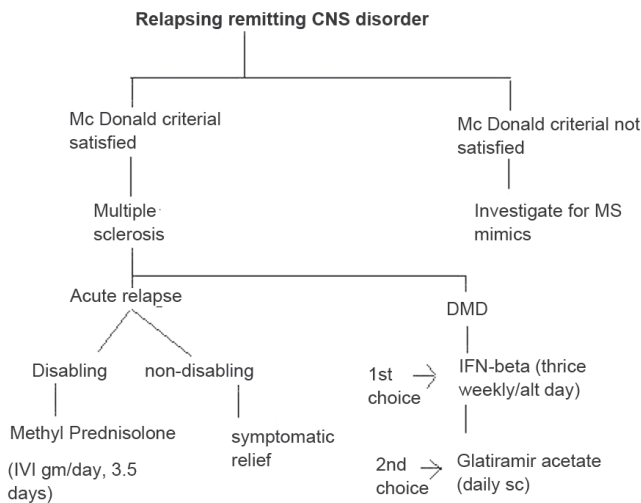 Relapsing remitting CNS disorder
Mc Donald criterial
satisfied
Mc Donald criterial not
satisfied
Multiple
sclerosis
Investigate for MS
mimics
Acute relapse
DMD
Disabling
non-disabling
1st
choice
IFN-beta (thrice
weekly/alt day)
Methyl Prednisolone
(IVI gm/day, 3.5
days)
symptomatic
relief
2nd
choice
Glatiramir acetate
(daily sc)